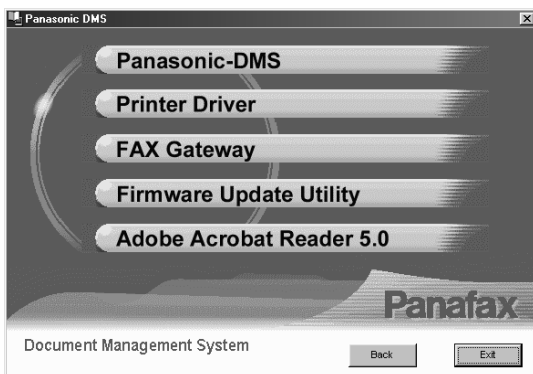 Panasonic DMS
Panasonic-DMS
Printer Driver
FAX Gateway
Firmware Update Utility
Adobe Acrobat Reader 5.0
Panafax
Document Management System
Back
Exit